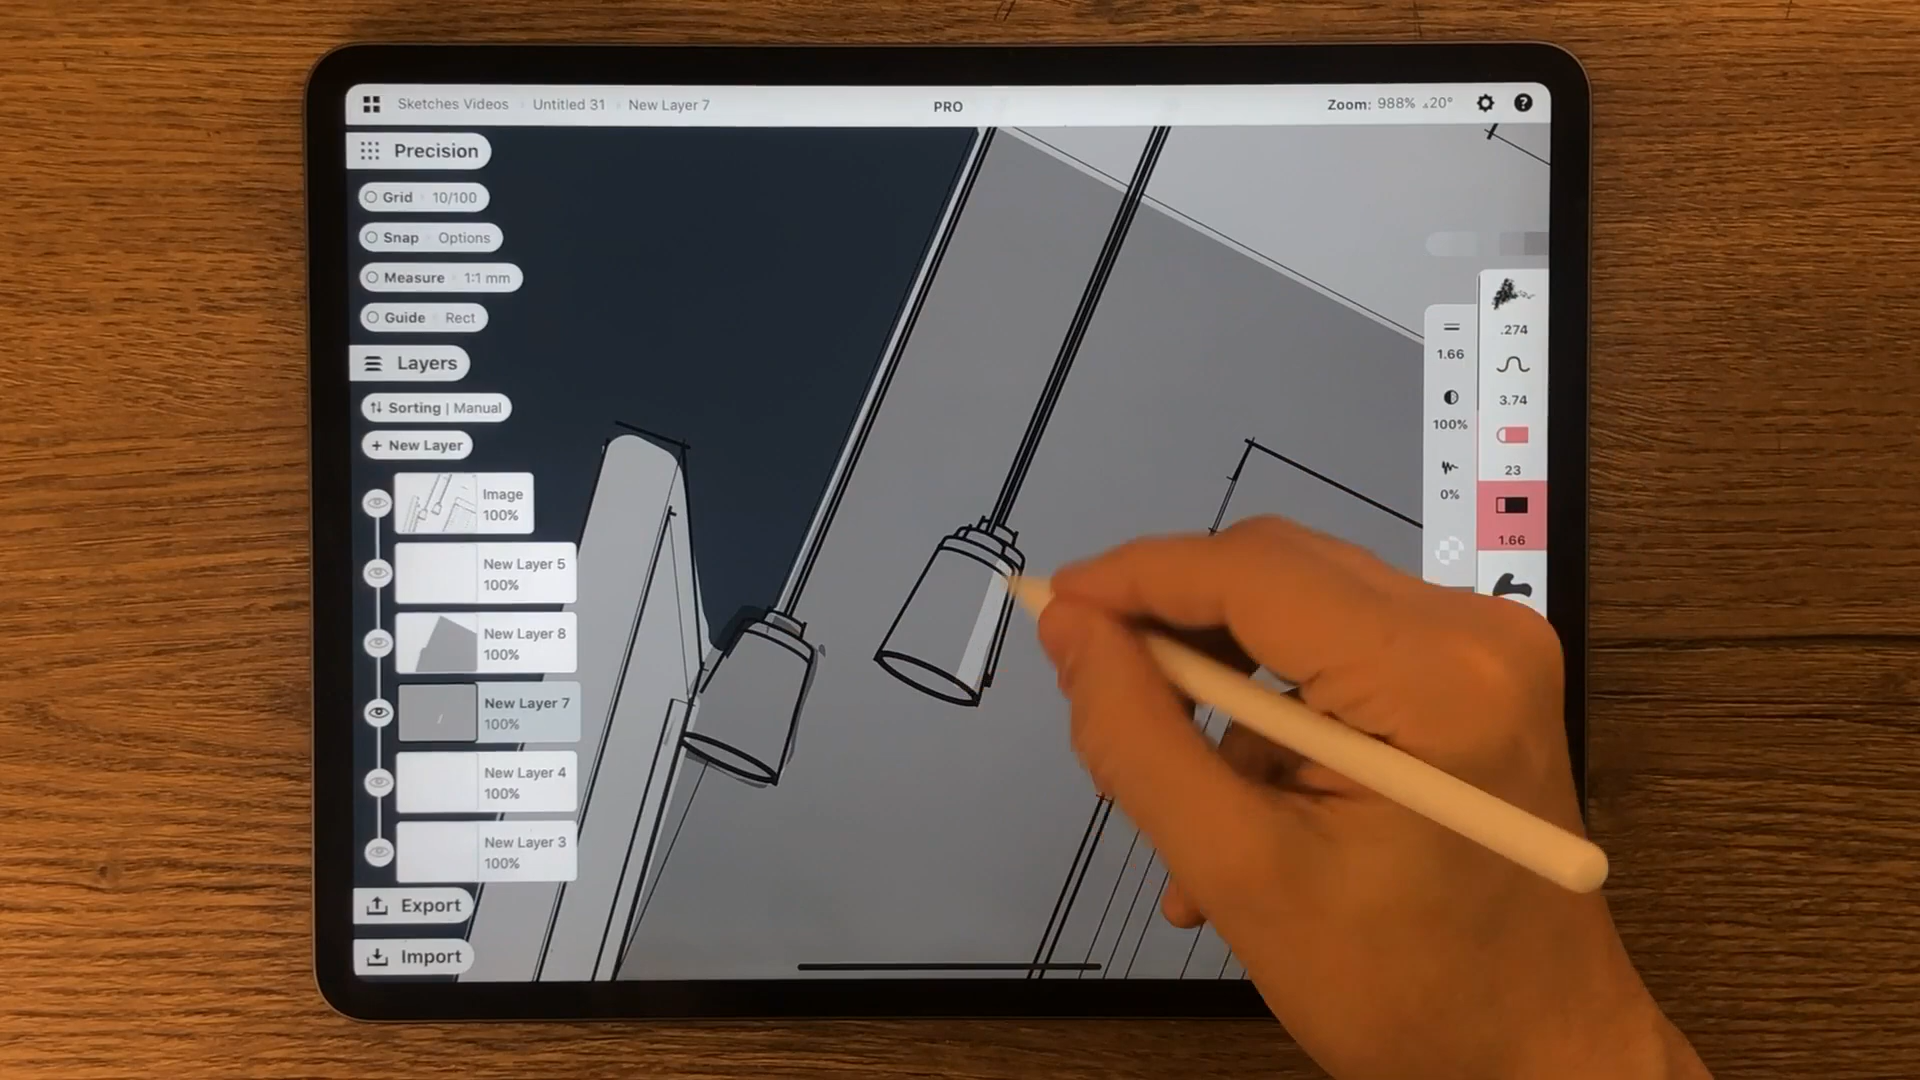 Sketches Videos Untitled 31 New Layer 7
PRO
Zoom: 988% 20°
?
Precision
Grid 10/100
Snap Options
Measure 1:1 mm
Guide Rect
Layers
Sorting | Manual
+ New Layer
Image
100%
New Layer 5
100%
New Layer 8
100%
New Layer 7
100%
New Layer 4
100%
New Layer 3
100%
Export
Import
1.66
100%
0%
.274
3.74
23
1.66